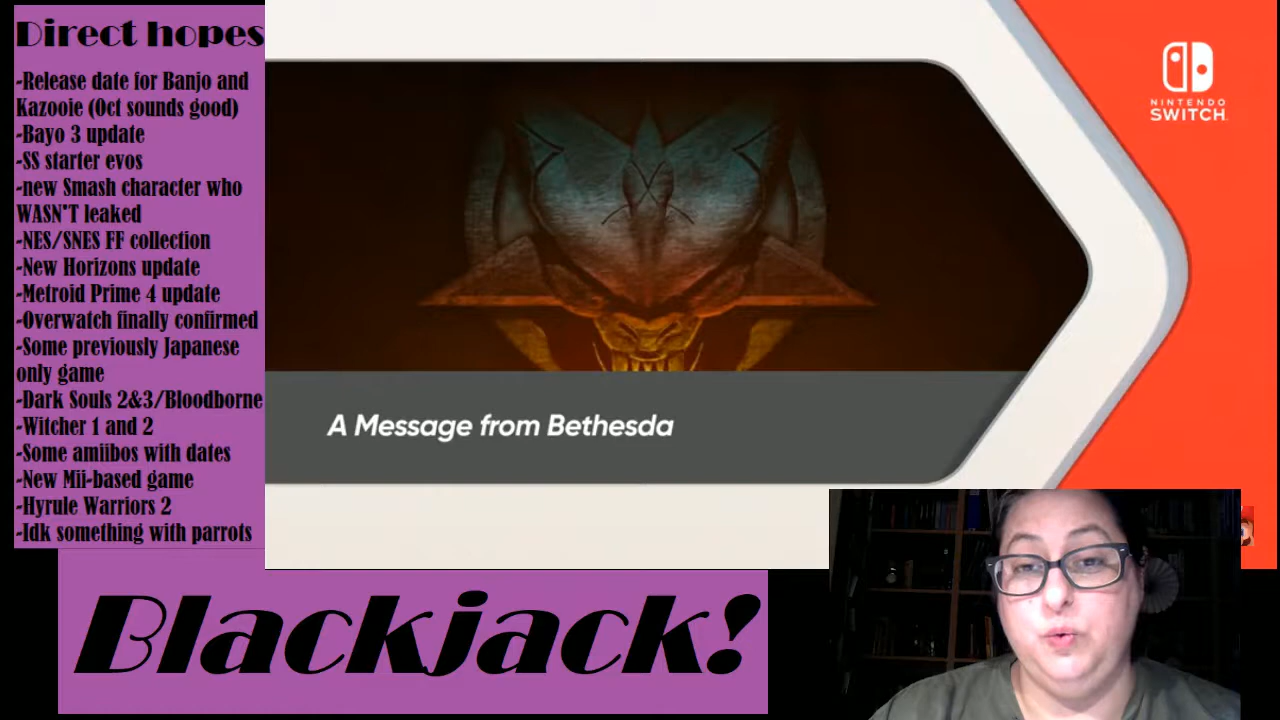 Direct hopes
-Release date for Banjo and
Kazooie (Oct sounds good)
-Bayo 3 update
-SS starter evos
-new Smash character who
WASN'T leaked
-NES/SNES FF collection
-New Horizons update
-Metroid Prime 4 update
-Overwatch finally confirmed
-Some previously Japanese
only game
-Dark Souls 2&3/Bloodborne
-Witcher 1 and 2
-Some amiibos with dates
-New Mii-based game
-Hyrule Warriors 2
-Idk something with parrots
NINTENDO
SWITCH
A Message from Bethesda
Blackjack!